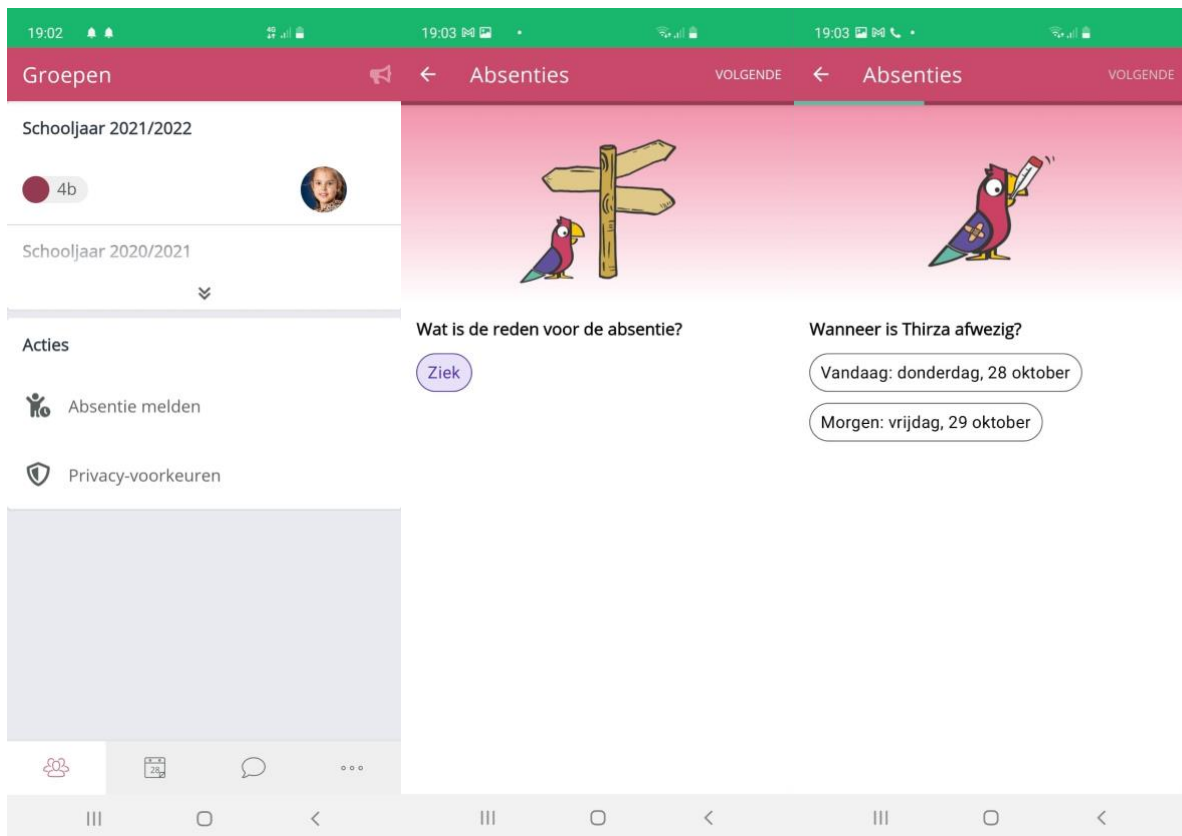 19:02
4G
Groepen
Schooljaar 2021/2022
4b
Schooljaar 2020/2021
Acties
Absentie melden
Privacy-voorkeuren
28
19:03
Absenties
VOLGENDE
Wat is de reden voor de absentie?
Ziek
19:03
Absenties
VOLGENDE
Wanneer is Thirza afwezig?
Vandaag: donderdag, 28 oktober
Morgen: vrijdag, 29 oktober